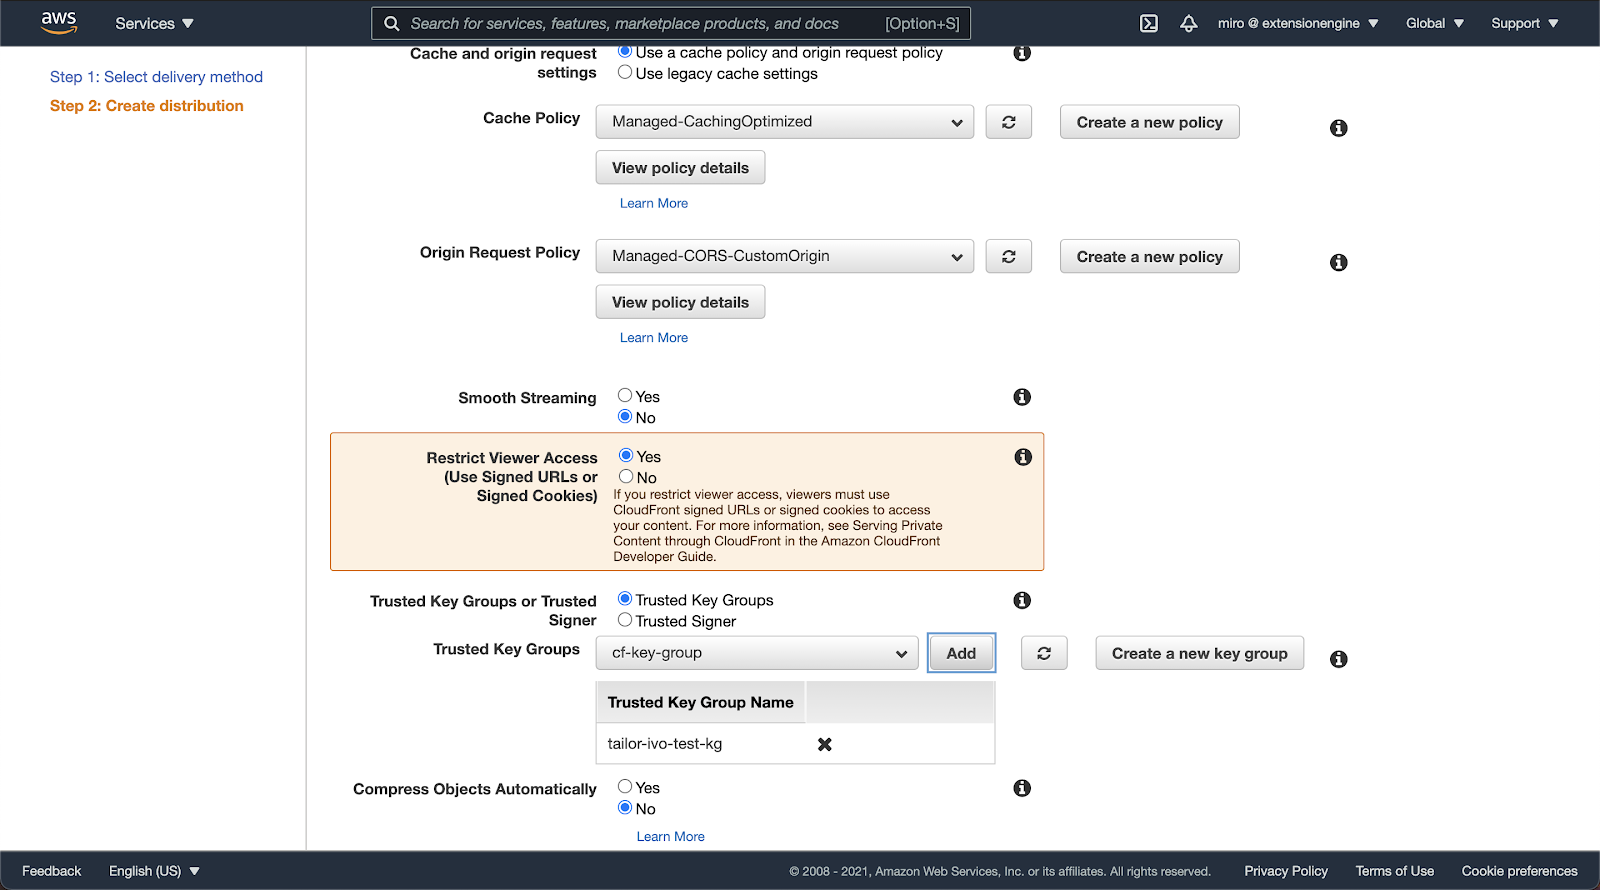 aws
Services
Search for services, features, marketplace products, and docs [Option+S]
miro @ extensionengine
Global
Support
Step 1: Select delivery method
Step 2: Create distribution
Cache and origin request settings
Use a cache policy and origin request policy
Use legacy cache settings
Cache Policy
Managed-CachingOptimized
Create a new policy
View policy details
Learn More
Origin Request Policy
Managed-CORS-CustomOrigin
Create a new policy
View policy details
Learn More
Smooth Streaming
Yes
No
Restrict Viewer Access
(Use Signed URLs or
Signed Cookies)
Yes
No
If you restrict viewer access, viewers must use
CloudFront signed URLs or signed cookies to access
your content. For more information, see Serving Private
Content through CloudFront in the Amazon CloudFront
Developer Guide.
Trusted Key Groups or Trusted
Signer
Trusted Key Groups
Trusted Signer
Trusted Key Groups
cf-key-group
Add
Create a new key group
Trusted Key Group Name
tailor-ivo-test-kg
Compress Objects Automatically
Yes
No
Learn More
Feedback
English (US)
© 2008 - 2021, Amazon Web Services, Inc. or its affiliates. All rights reserved.
Privacy Policy
Terms of Use
Cookie preferences